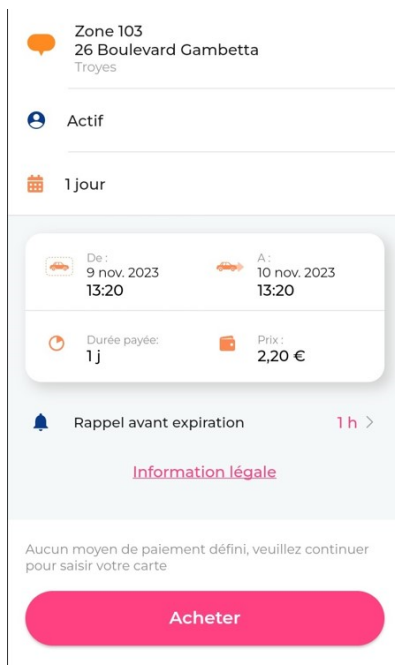 Zone 103
26 Boulevard Gambetta
Troyes
Actif
1 jour
De :
9 nov. 2023
13:20
A :
10 nov. 2023
13:20
Durée payée:
1 j
Prix :
2,20 €
Rappel avant expiration
1 h >
Information légale
Aucun moyen de paiement défini, veuillez continuer
pour saisir votre carte
Acheter